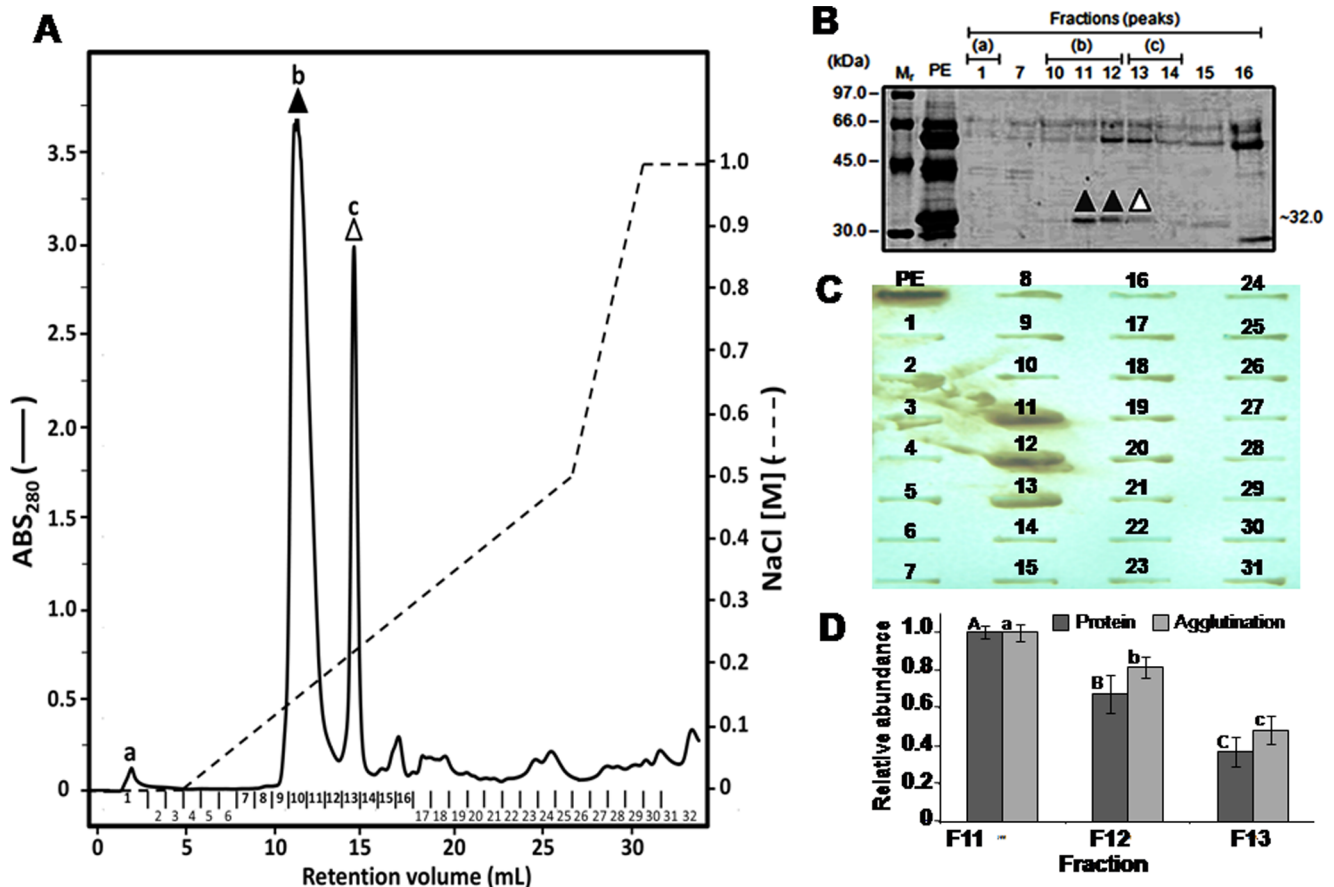 A
b
c
a
3.5
3.0
2.5
2.0
1.5
1.0
0.5
0
ABS280 (——)
1.0
0.9
0.8
0.7
0.6
0.5
0.4
0.3
0.2
0.1
0
NaCl [M] (- - -)
1 2 3 4 5 6 7 8 9 10 11 12 13 14 15 16 17 18 19 20 21 22 23 24 25 26 27 28 29 30 31 32
0 5 10 15 20 25 30
Retention volume (mL)
B
Fractions (peaks)
(a) (b) (c)
(kDa) Mr PE 1 7 10 11 12 13 14 15 16
97.0–
66.0–
45.0–
30.0–
~32.0
C
PE 8 16 24
1 9 17 25
2 10 18 26
3 11 19 27
4 12 20 28
5 13 21 29
6 14 22 30
7 15 23 31
D
Protein Agglutination
Relative abundance
1.0
0.8
0.6
0.4
0.2
0
A a
B b
C c
F11 F12 F13
Fraction